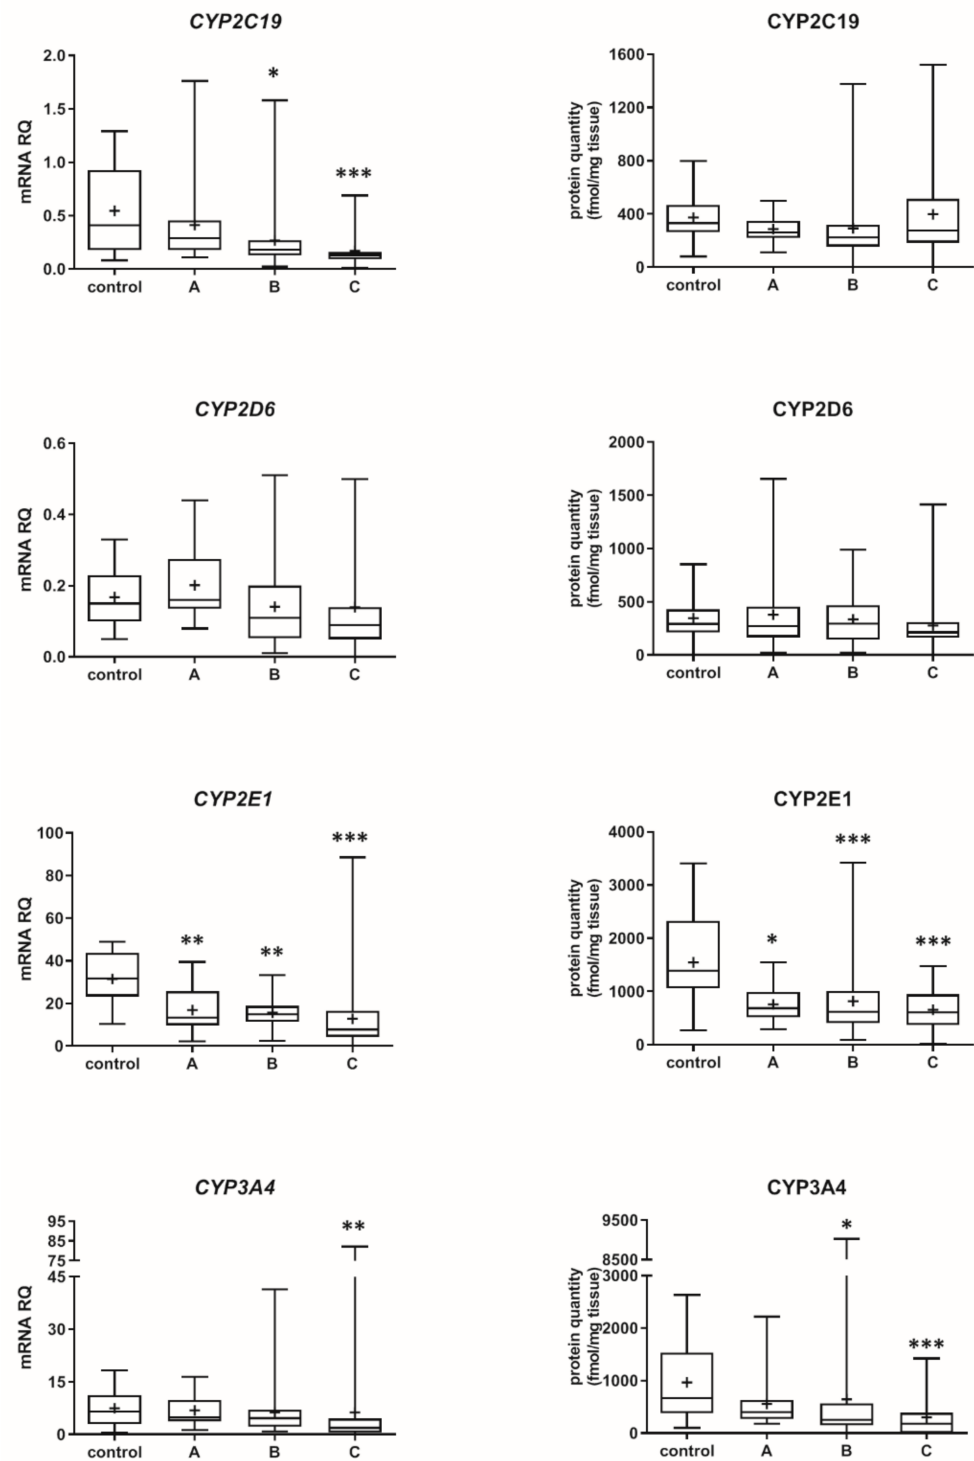 CYP2C19
2.0
1.5
1.0
0.5
0.0
mRNA RQ
*
***
control A B C
CYP2C19
1600
1200
800
400
0
protein quantity
(fmol/mg tissue)
control A B C
CYP2D6
0.6
0.4
0.2
0.0
mRNA RQ
control A B C
CYP2D6
2000
1500
1000
500
0
protein quantity
(fmol/mg tissue)
control A B C
CYP2E1
100
80
60
40
20
0
mRNA RQ
**
**
***
control A B C
CYP2E1
4000
3000
2000
1000
0
protein quantity
(fmol/mg tissue)
*
***
***
control A B C
CYP3A4
95
85
75
45
30
15
0
mRNA RQ
**
control A B C
CYP3A4
9500
8500
3000
2000
1000
0
protein quantity
(fmol/mg tissue)
*
***
control A B C